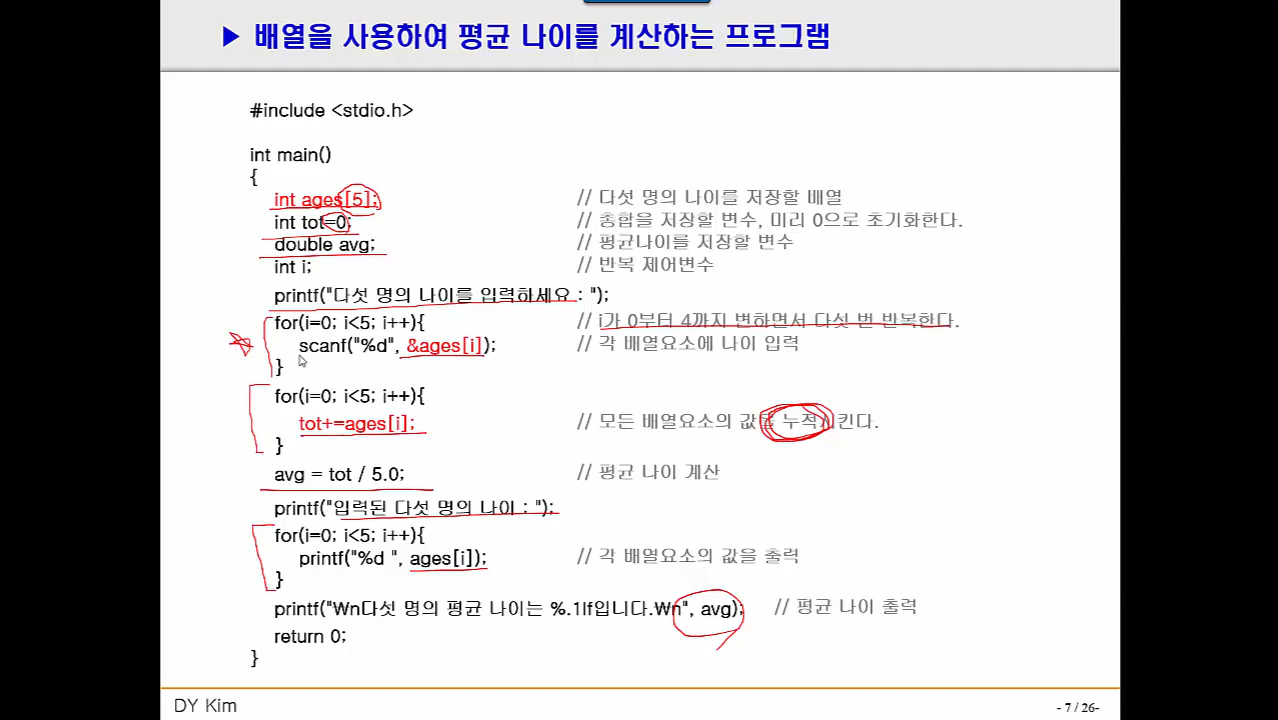 ▶ 배열을 사용하여 평균 나이를 계산하는 프로그램
#include <stdio.h>
int main()
{
int ages[5]; // 다섯 명의 나이를 저장할 배열
int tot=0; // 총합을 저장할 변수, 미리 0으로 초기화한다.
double avg; // 평균나이를 저장할 변수
int i; // 반복 제어변수
printf("다섯 명의 나이를 입력하세요 : ");
for(i=0; i<5; i++){ // i가 0부터 4까지 변하면서 다섯 번 반복한다.
scanf("%d", &ages[i]); // 각 배열요소에 나이 입력
}
for(i=0; i<5; i++){
tot+=ages[i]; // 모든 배열요소의 값을 누적시킨다.
}
avg = tot / 5.0; // 평균 나이 계산
printf("입력된 다섯 명의 나이 : ");
for(i=0; i<5; i++){
printf("%d ", ages[i]); // 각 배열요소의 값을 출력
}
printf("₩n다섯 명의 평균 나이는 %.1lf입니다.₩n", avg); // 평균 나이 출력
return 0;
}
DY Kim
- 7 / 26-